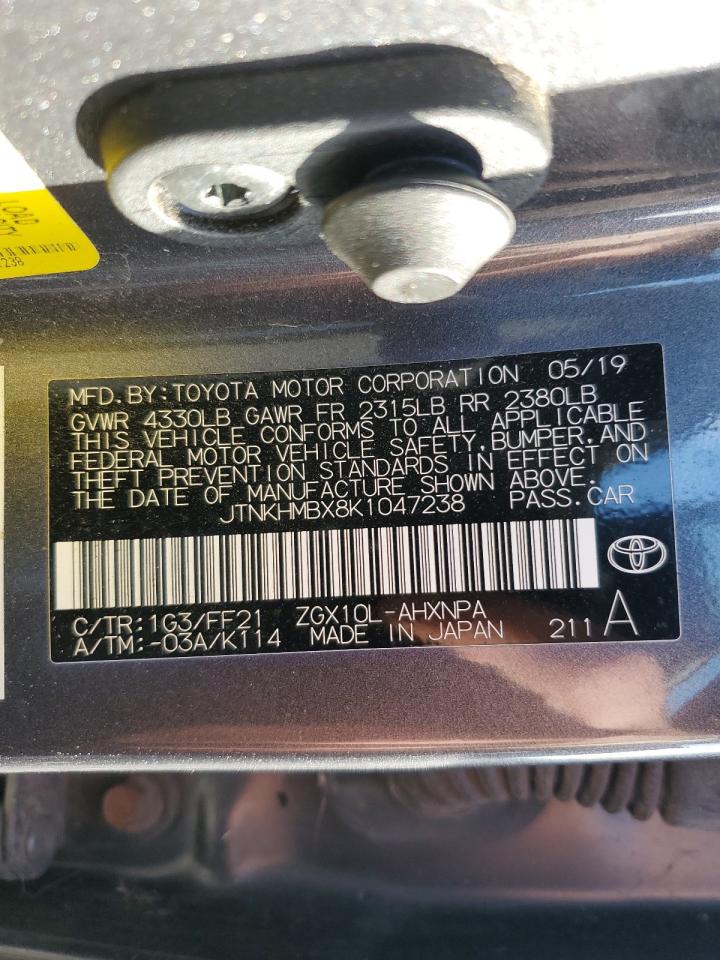 LOAD
238
MFD.BY:TOYOTA MOTOR CORPORATION 05/19
GVWR 4330LB GAWR FR 2315LB RR 2380LB
THIS VEHICLE CONFORMS TO ALL APPLICABLE
FEDERAL MOTOR VEHICLE SAFETY,BUMPER,AND
THEFT PREVENTION STANDARDS IN EFFECT ON
THE DATE OF MANUFACTURE SHOWN ABOVE.
JTNKHMBX8K1047238 PASS.CAR
C/TR:1G3/FF21 ZGX10L-AHXNPA
A/TM:-03A/K114 MADE IN JAPAN 211 A